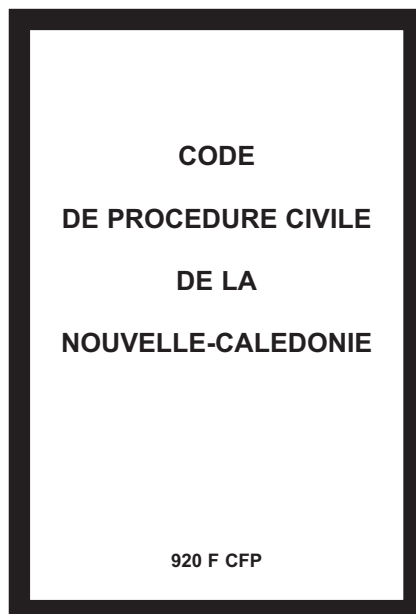 CODE
DE PROCEDURE CIVILE
DE LA
NOUVELLE-CALEDONIE
920 F CFP